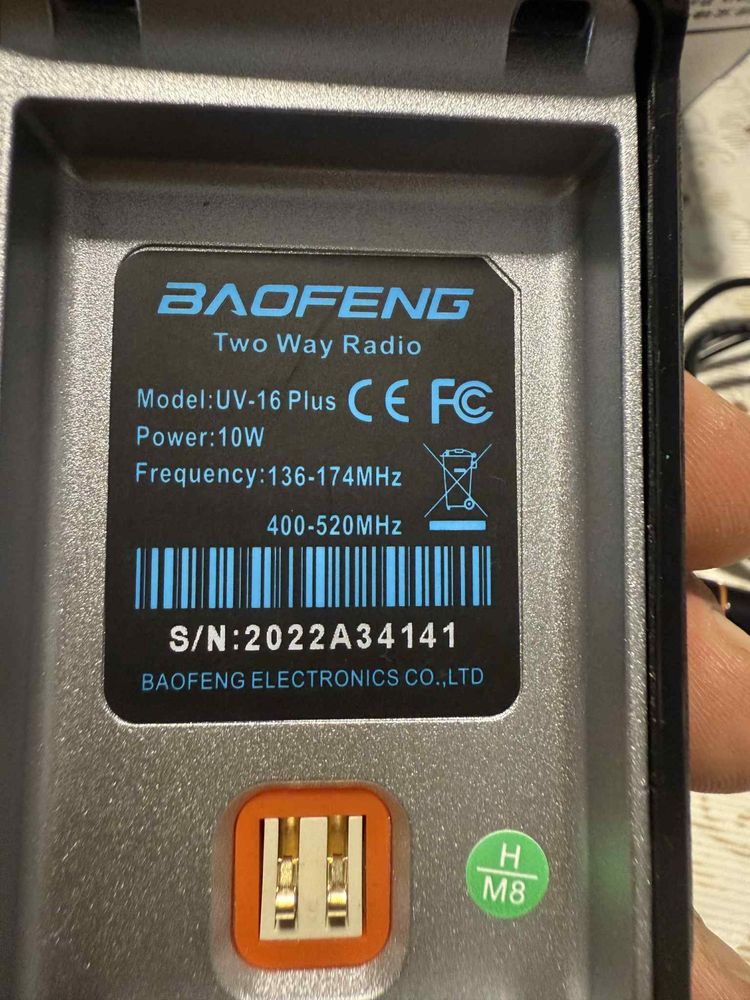 BAOFENG
Two Way Radio
Model:UV-16 Plus CE FC
Power:10W
Frequency:136-174MHz
400-520MHz
S/N:2022A34141
BAOFENG ELECTRONICS CO.,LTD
H
M8